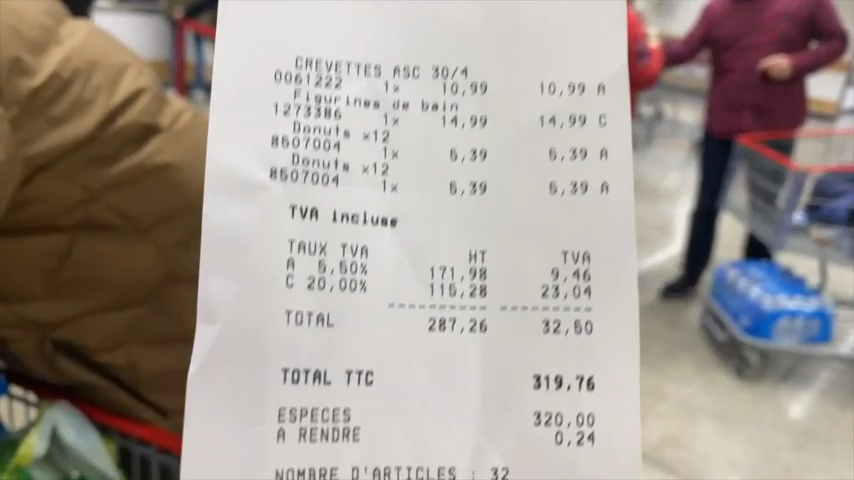 CREVETTES ASC 30/4
0061222 1x 10,99 10,99 A
Figurines de bain
1273386 1x 14,99 14,99 C
Donuts x12
8507004 1x 5,39 5,39 A
Donuts x12
8507004 1x 5,39 5,39 A
TVA incluse
TAUX TVA HT TVA
A 5,50% 171,98 9,46
C 20,00% 115,28 23,04
TOTAL 287,26 32,50
TOTAL TTC 319,76
ESPECES 320,00
A RENDRE 0,24
NOMBRE D'ARTICLES : 32